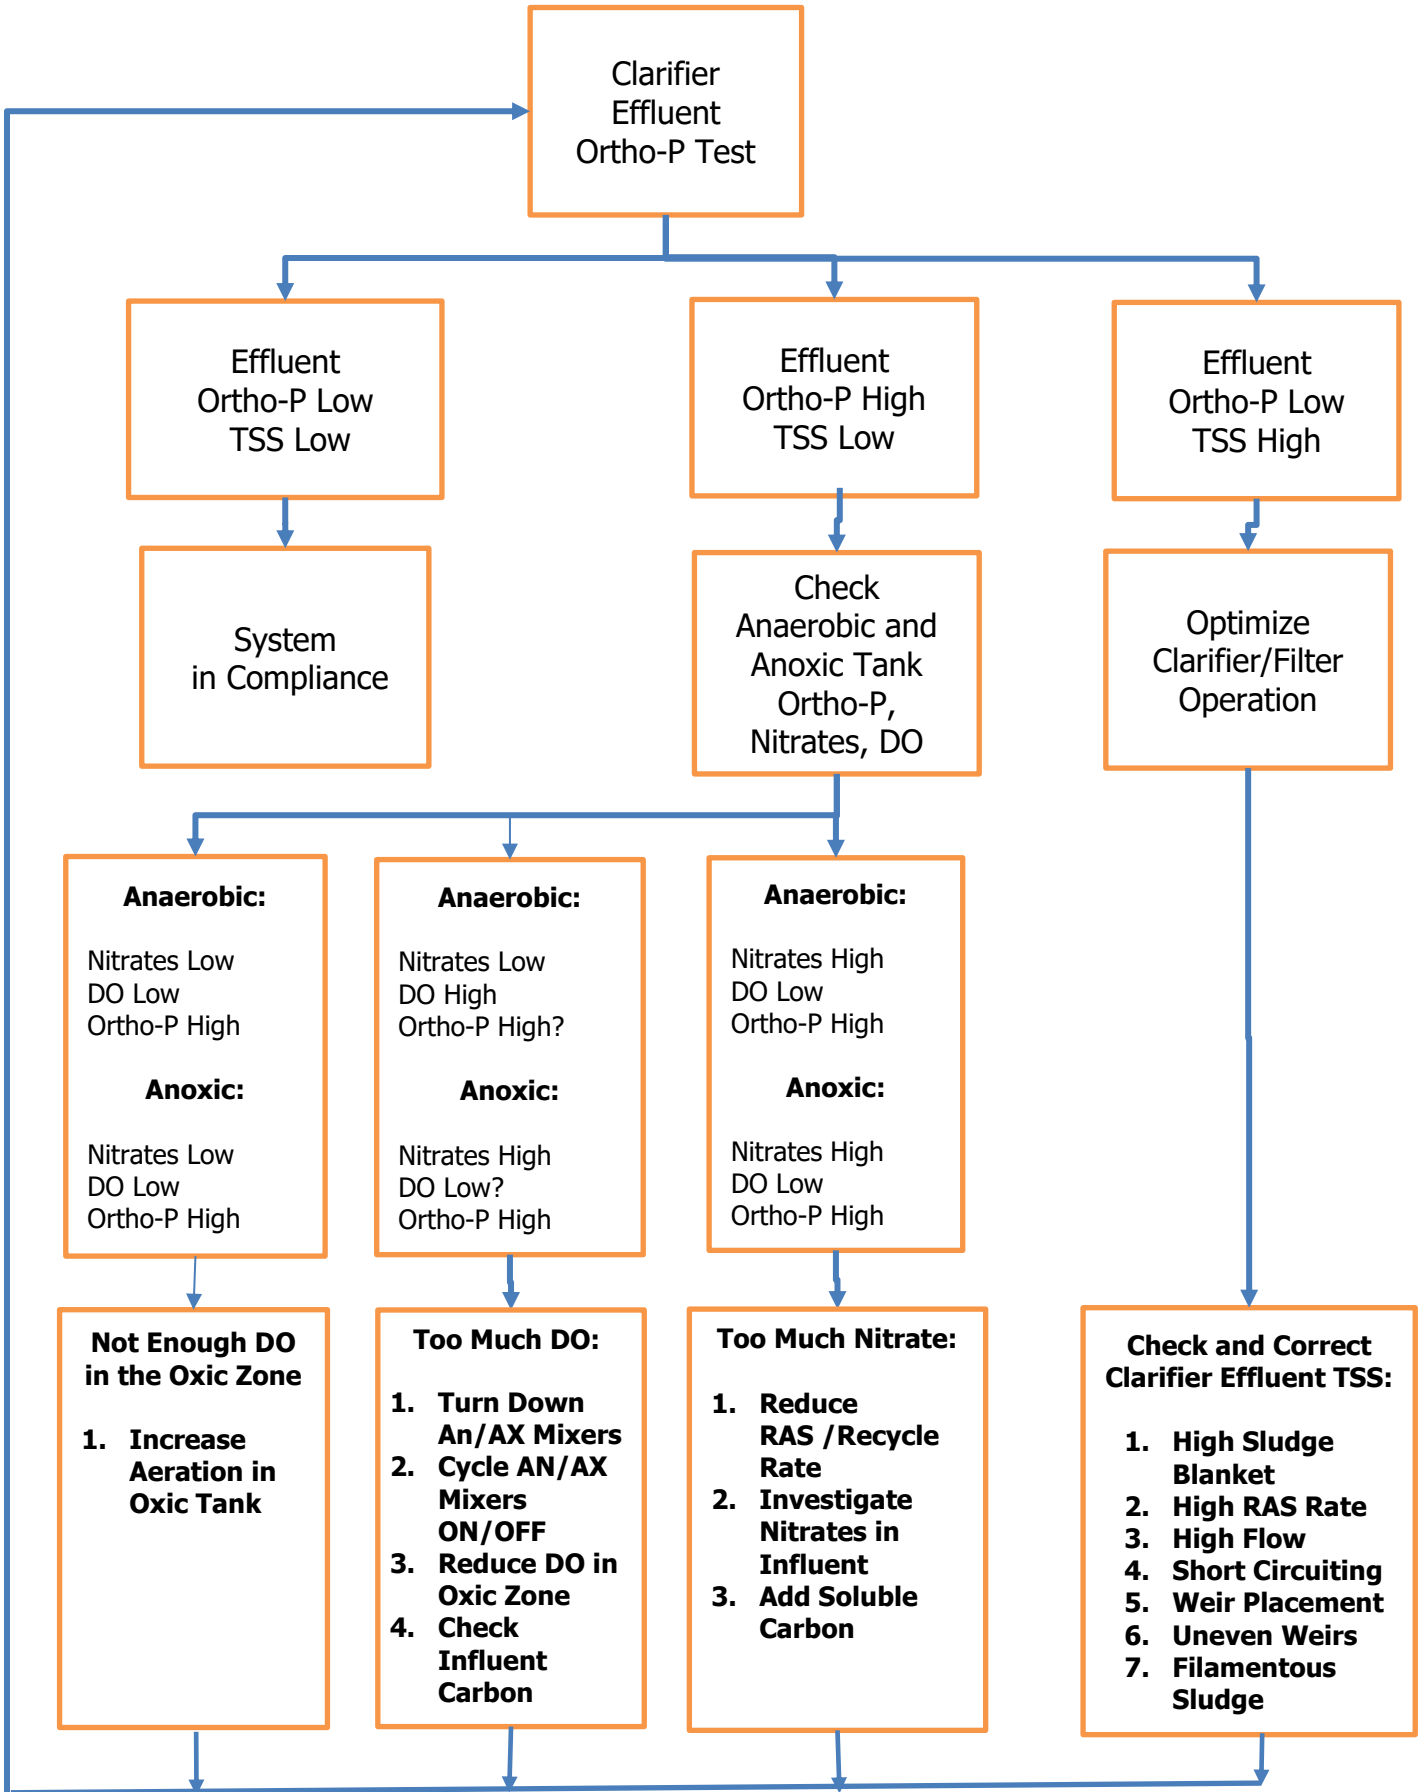 Clarifier
Effluent
Ortho-P Test
Effluent
Ortho-P Low
TSS Low
Effluent
Ortho-P High
TSS Low
Effluent
Ortho-P Low
TSS High
System
in Compliance
Check
Anaerobic and
Anoxic Tank
Ortho-P,
Nitrates, DO
Optimize
Clarifier/Filter
Operation
Anaerobic:
Nitrates Low
DO Low
Ortho-P High
Anoxic:
Nitrates Low
DO Low
Ortho-P High
Anaerobic:
Nitrates Low
DO High
Ortho-P High?
Anoxic:
Nitrates High
DO Low?
Ortho-P High
Anaerobic:
Nitrates High
DO Low
Ortho-P High
Anoxic:
Nitrates High
DO Low
Ortho-P High
Not Enough DO
in the Oxic Zone
1. Increase
Aeration in
Oxic Tank
Too Much DO:
1. Turn Down
An/AX Mixers
2. Cycle AN/AX
Mixers
ON/OFF
3. Reduce DO in
Oxic Zone
4. Check
Influent
Carbon
Too Much Nitrate:
1. Reduce
RAS /Recycle
Rate
2. Investigate
Nitrates in
Influent
3. Add Soluble
Carbon
Check and Correct
Clarifier Effluent TSS:
1. High Sludge
Blanket
2. High RAS Rate
3. High Flow
4. Short Circuiting
5. Weir Placement
6. Uneven Weirs
7. Filamentous
Sludge